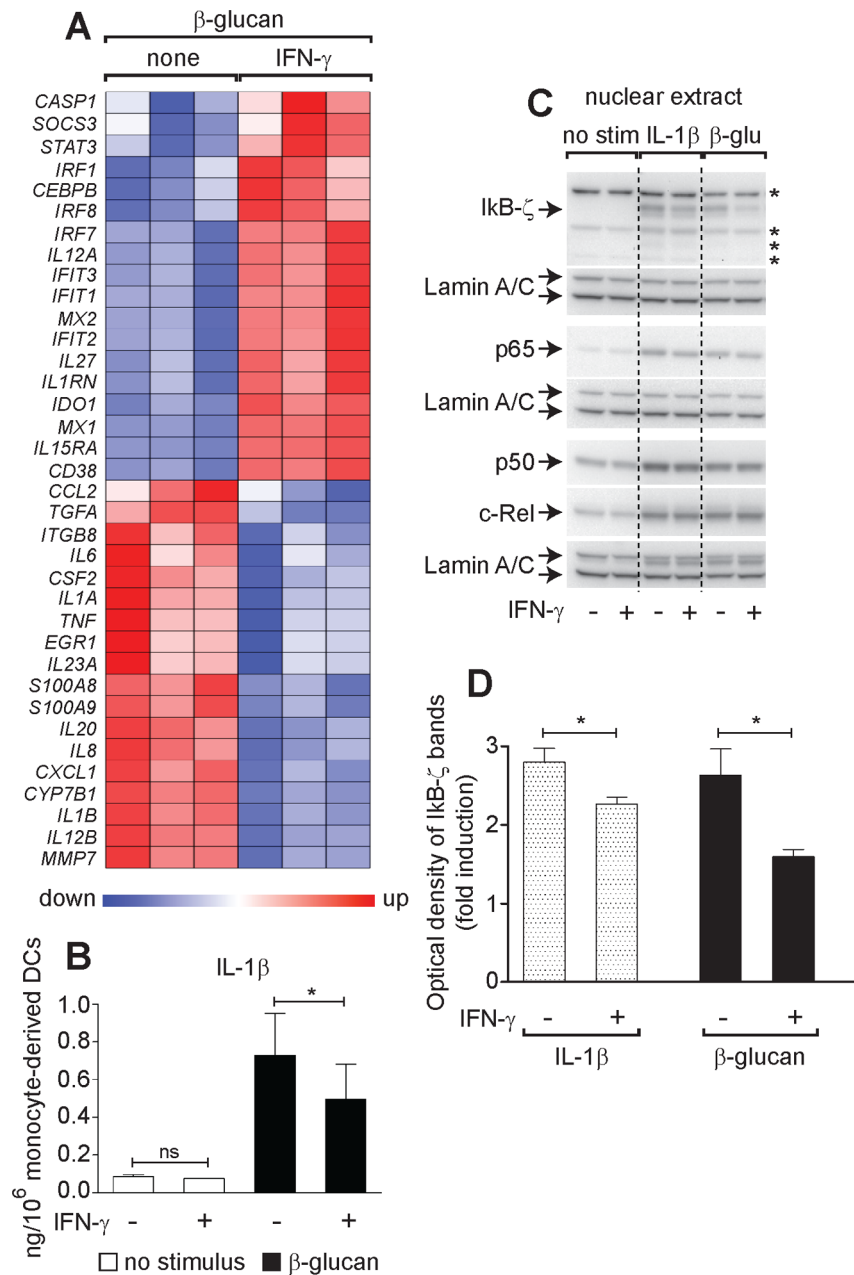 A
β-glucan
none IFN-γ
CASP1
SOCS3
STAT3
IRF1
CEBPB
IRF8
IRF7
IL12A
IFIT3
IFIT1
MX2
IFIT2
IL27
IL1RN
IDO1
MX1
IL15RA
CD38
CCL2
TGFA
ITGB8
IL6
CSF2
IL1A
TNF
EGR1
IL23A
S100A8
S100A9
IL20
IL8
CXCL1
CYP7B1
IL1B
IL12B
MMP7
down up
B
IL-1β
ng/10⁶ monocyte-derived DCs
1.0
0.8
0.6
0.4
0.2
0.0
ns
*
IFN-γ - + - +
no stimulus β-glucan
C
nuclear extract
no stim IL-1β β-glu
IkB-ζ
*
*
*
*
Lamin A/C
p65
Lamin A/C
p50
c-Rel
Lamin A/C
IFN-γ - + - + - +
D
Optical density of IkB-ζ bands
(fold induction)
3
2
1
0
*
*
IFN-γ - + - +
IL-1β β-glucan